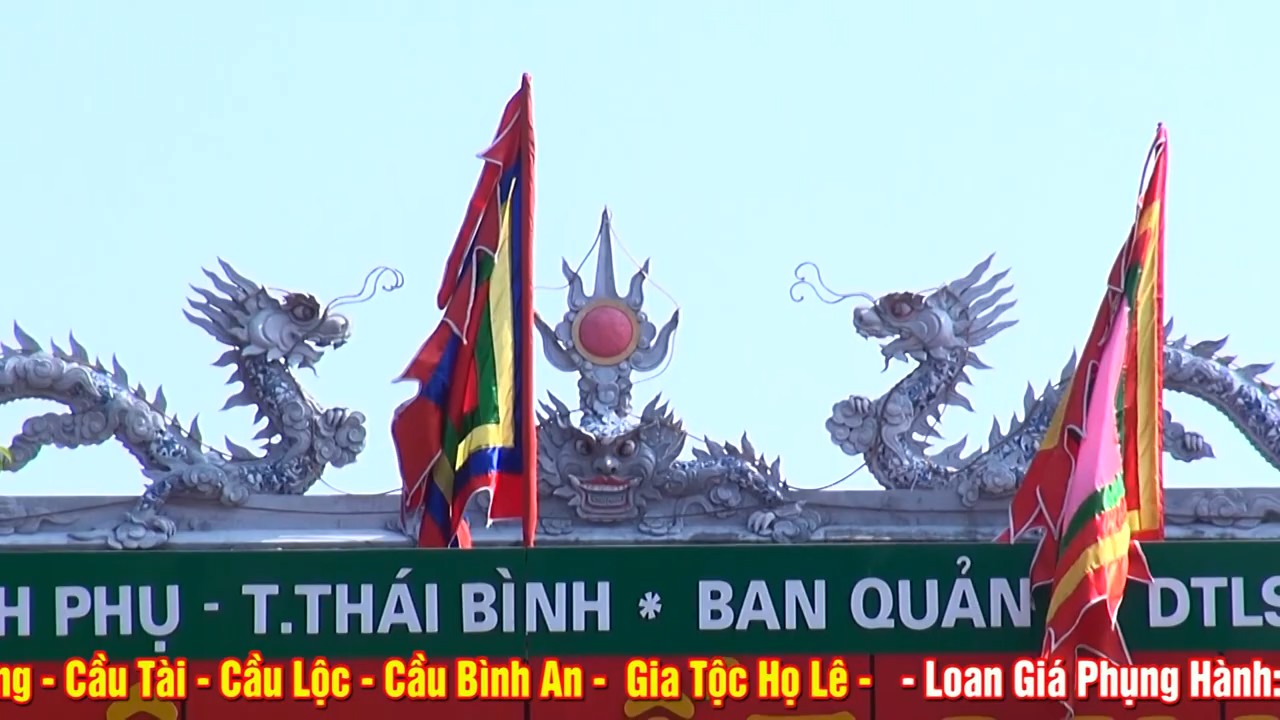 H PHỤ - T.THÁI BÌNH * BAN QUẢN DTLS
ng - Cầu Tài - Cầu Lộc - Cầu Bình An - Gia Tộc Họ Lê - - Loan Giá Phụng Hành: